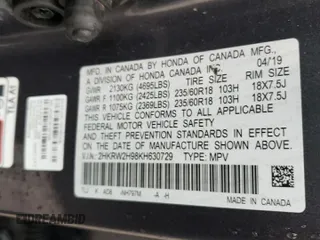 MADE IN CANADA BY HONDA OF CANADA MFG.,
A DIVISION OF HONDA CANADA INC. 04/19
GVWR 2130KG (4695LBS) TIRE SIZE RIM SIZE
GAWR F 1100KG (2425LBS) 235/60R18 103H 18X7.5J
GAWR R 1075KG (2369LBS) 235/60R18 103H 18X7.5J
THIS VEHICLE CONFORMS TO ALL APPLICABLE
FEDERAL MOTOR VEHICLE SAFETY, BUMPER,
AND THEFT PREVENTION STANDARDS IN EFFECT
ON THE DATE OF MANUFACTURE SHOWN ABOVE.
V.I.N.: 2HKRW2H98KH630729 TYPE: MPV